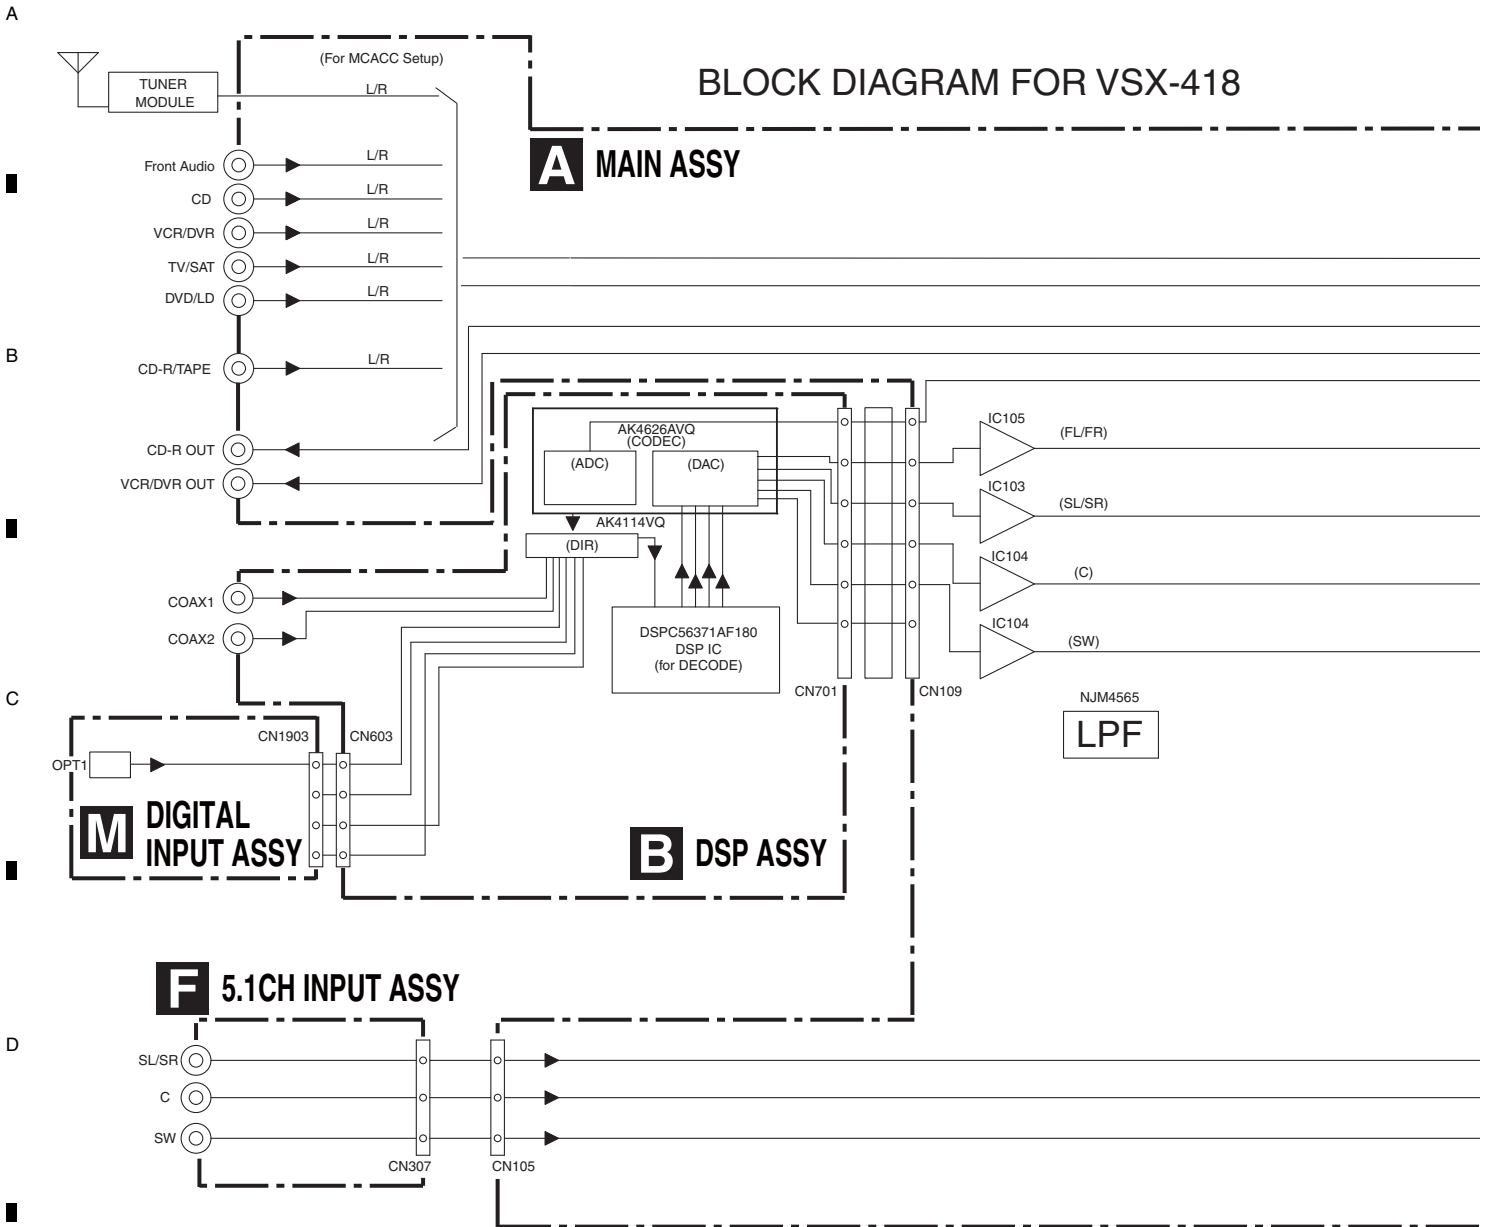 A
(For MCACC Setup)
BLOCK DIAGRAM FOR VSX-418
TUNER
MODULE
L/R
A MAIN ASSY
Front Audio
L/R
CD
L/R
VCR/DVR
L/R
TV/SAT
L/R
DVD/LD
L/R
B
CD-R/TAPE
L/R
CD-R OUT
VCR/DVR OUT
AK4626AVQ
(CODEC)
(ADC)
(DAC)
AK4114VQ
(DIR)
IC105
(FL/FR)
IC103
(SL/SR)
IC104
(C)
IC104
(SW)
COAX1
COAX2
DSPC56371AF180
DSP IC
(for DECODE)
CN701
CN109
C
NJM4565
LPF
CN1903
CN603
OPT1
M DIGITAL
INPUT ASSY
B DSP ASSY
F 5.1CH INPUT ASSY
D
SL/SR
C
SW
CN307
CN105